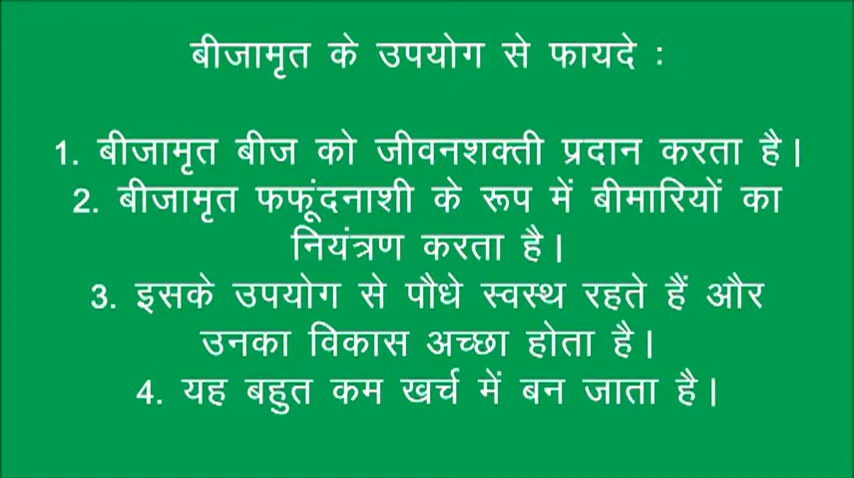 बीजामृत के उपयोग से फायदे :
1. बीजामृत बीज को जीवनशक्ती प्रदान करता है।
2. बीजामृत फफूंदनाशी के रूप में बीमारियों का
नियंत्रण करता है।
3. इसके उपयोग से पौधे स्वस्थ रहते हैं और
उनका विकास अच्छा होता है।
4. यह बहुत कम खर्च में बन जाता है।